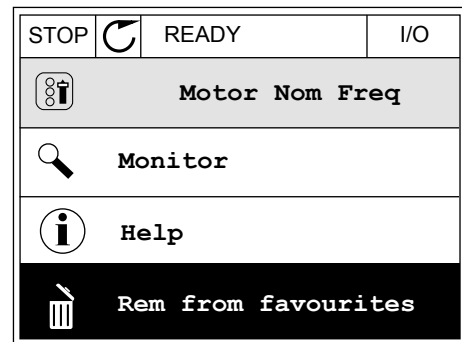 STOP READY I/O
Motor Nom Freq
Monitor
Help
Rem from favourites